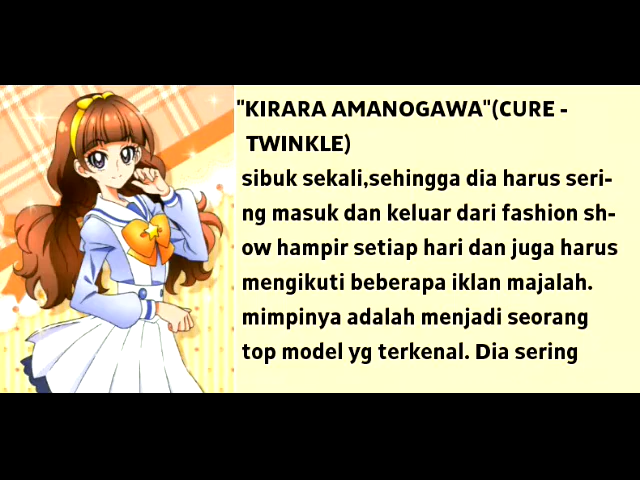 "KIRARA AMANOGAWA"(CURE -
TWINKLE)
sibuk sekali,sehingga dia harus seri-
ng masuk dan keluar dari fashion sh-
ow hampir setiap hari dan juga harus
mengikuti beberapa iklan majalah.
mimpinya adalah menjadi seorang
top model yg terkenal. Dia sering